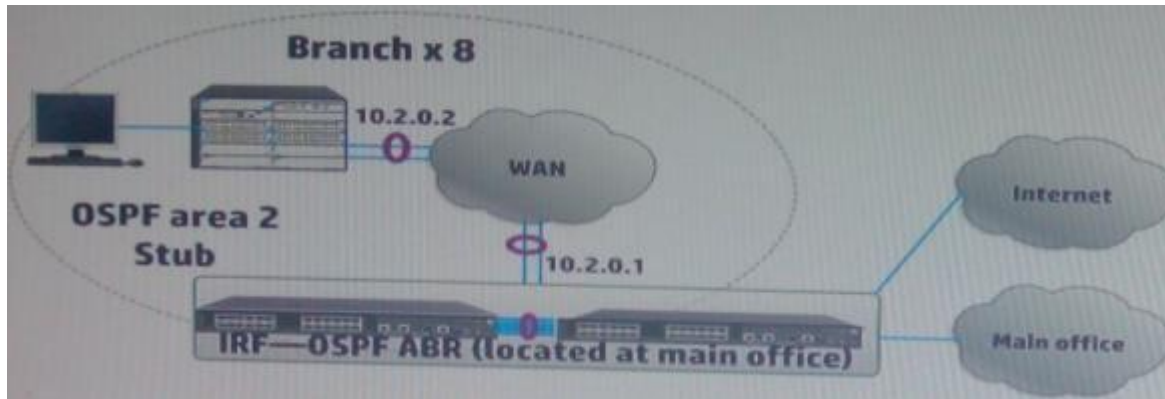 Branch x 8
10.2.0.2
WAN
OSPF area 2
Stub
10.2.0.1
Internet
IRF—OSPF ABR (located at main office)
Main office